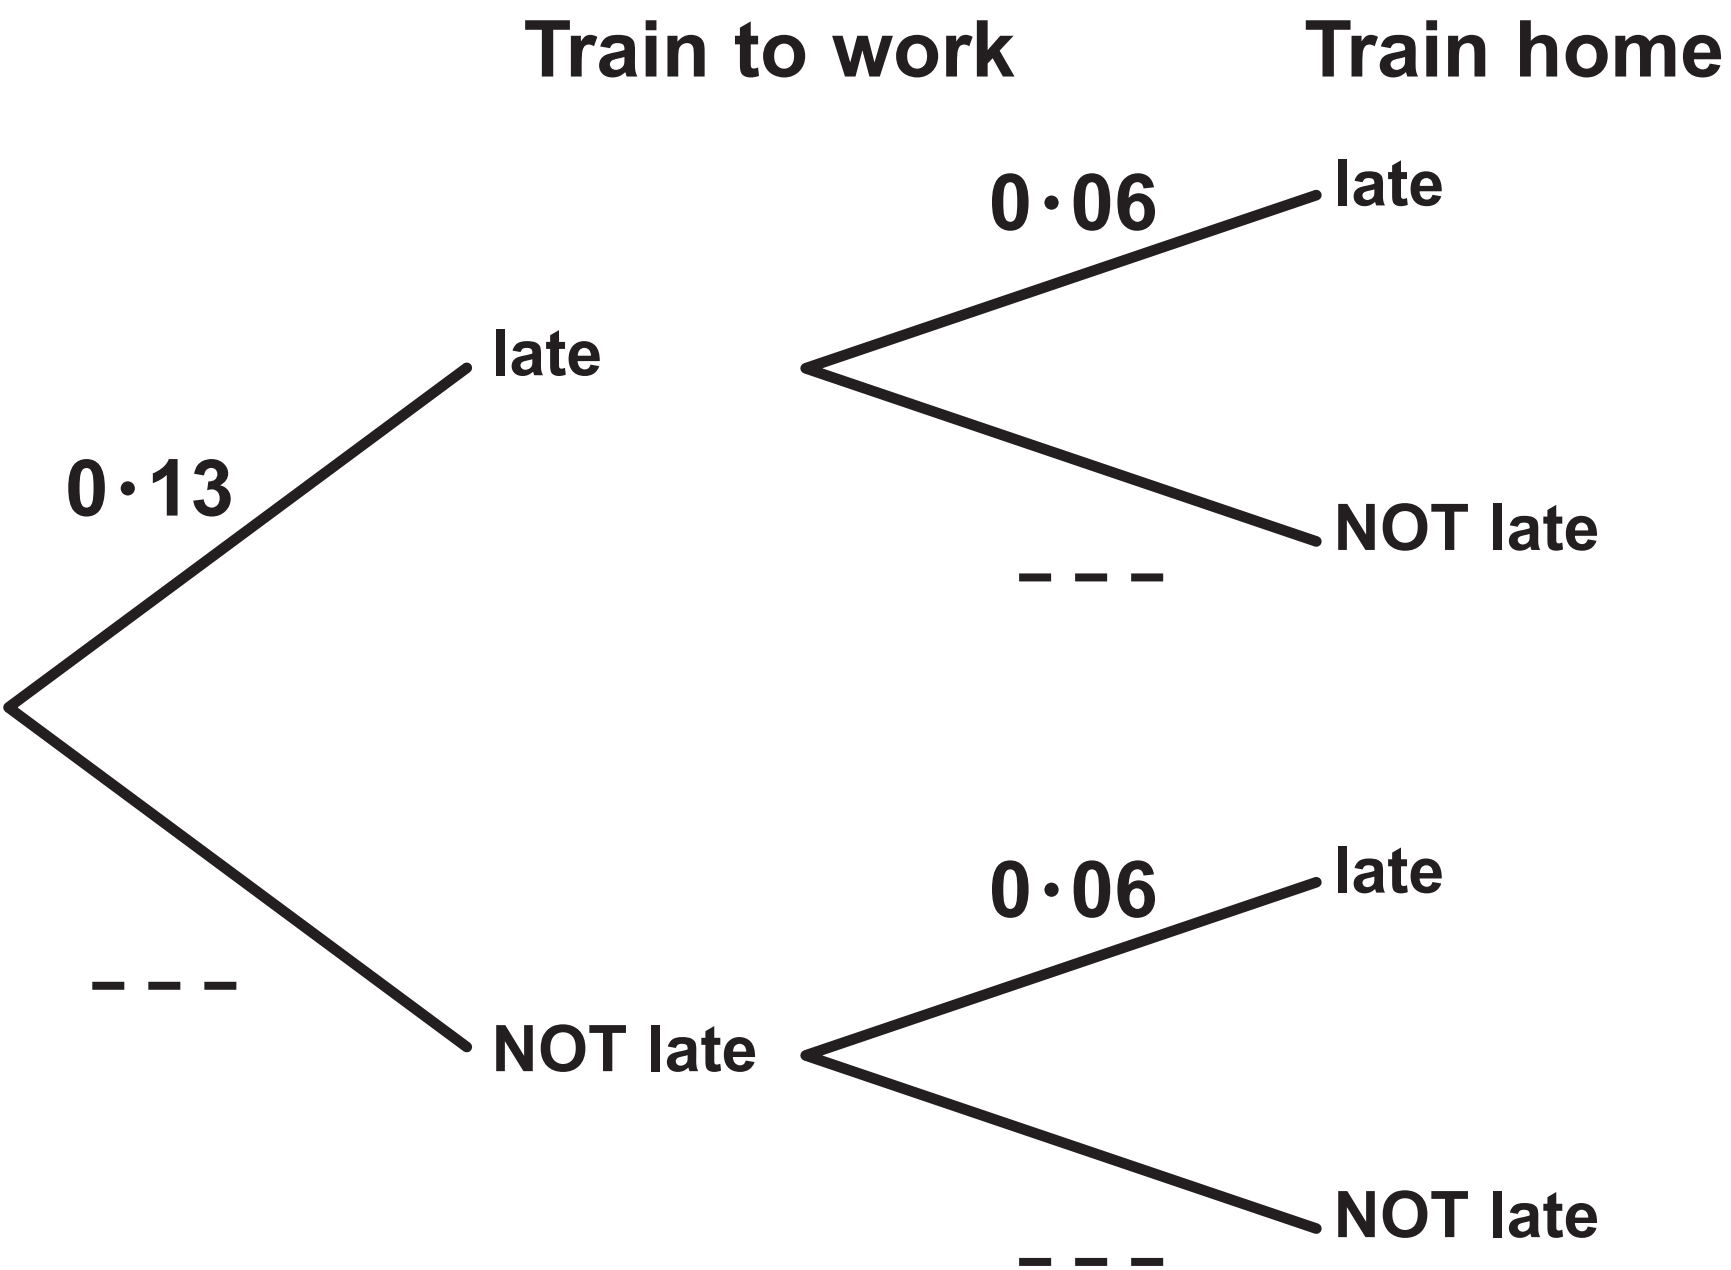 Train to work Train home
0·06 late
late
0·13
NOT late
_ _ _
0·06 late
_ _ _
NOT late
NOT late
_ _ _